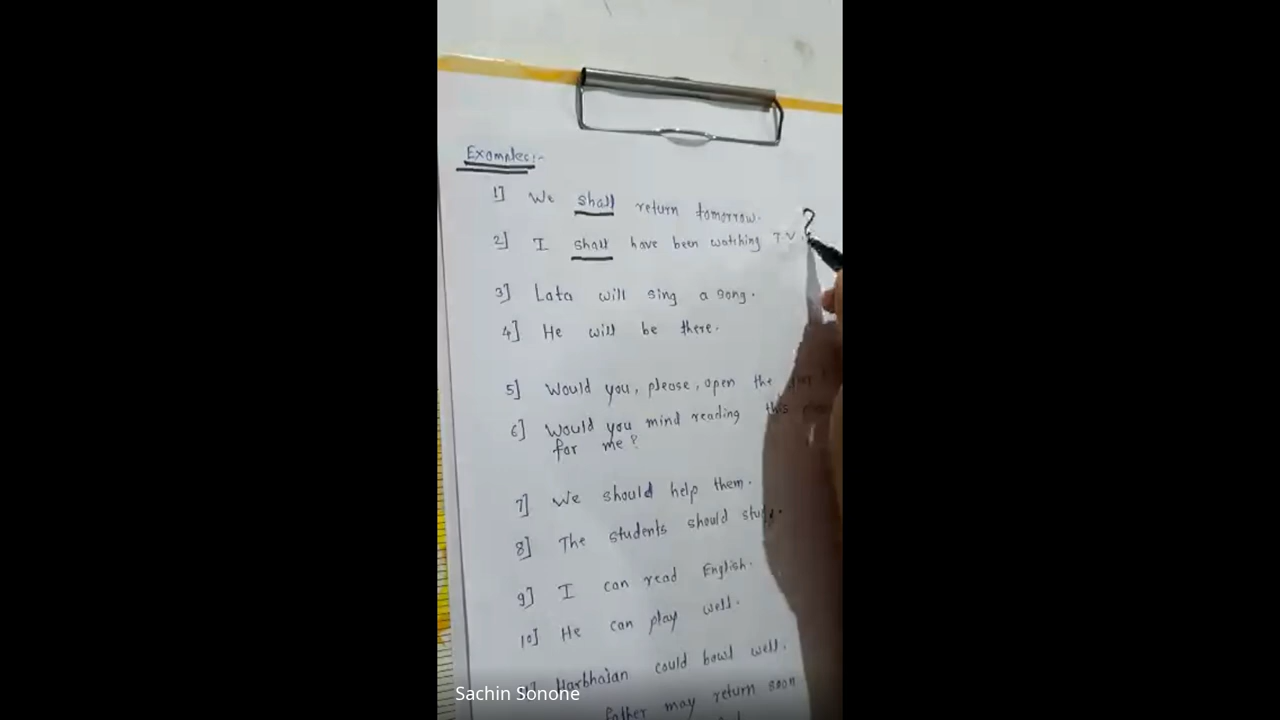 Examples:-
1] We shall return tomorrow.
2] I shall have been watching T.V.
3] Lata will sing a song.
4] He will be there.
5] Would you, please, open the
6] Would you mind reading this
for me?
7] We should help them.
8] The students should study.
9] I can read English.
10] He can play well.
Harbhajan could bowl well.
father may return soon
Sachin Sonone